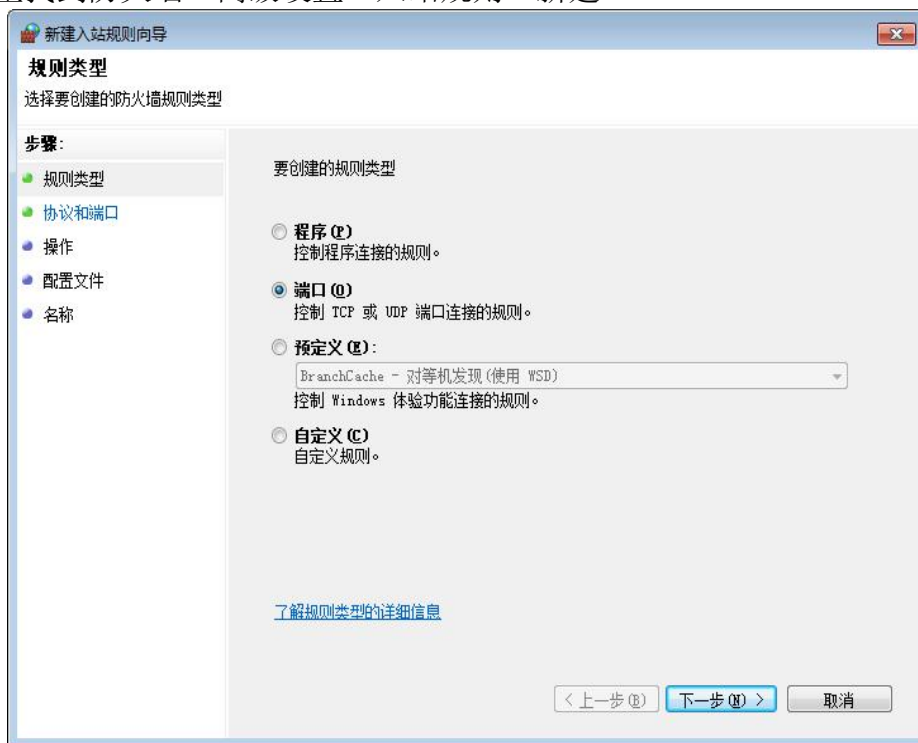 新建入站规则向导
规则类型
选择要创建的防火墙规则类型
步骤:
规则类型
协议和端口
操作
配置文件
名称
要创建的规则类型
程序(P)
控制程序连接的规则。
端口(O)
控制 TCP 或 UDP 端口连接的规则。
预定义(E):
BranchCache - 对等机发现(使用 WSD)
控制 Windows 体验功能连接的规则。
自定义(C)
自定义规则。
了解规则类型的详细信息
< 上一步(B)
下一步(N) >
取消